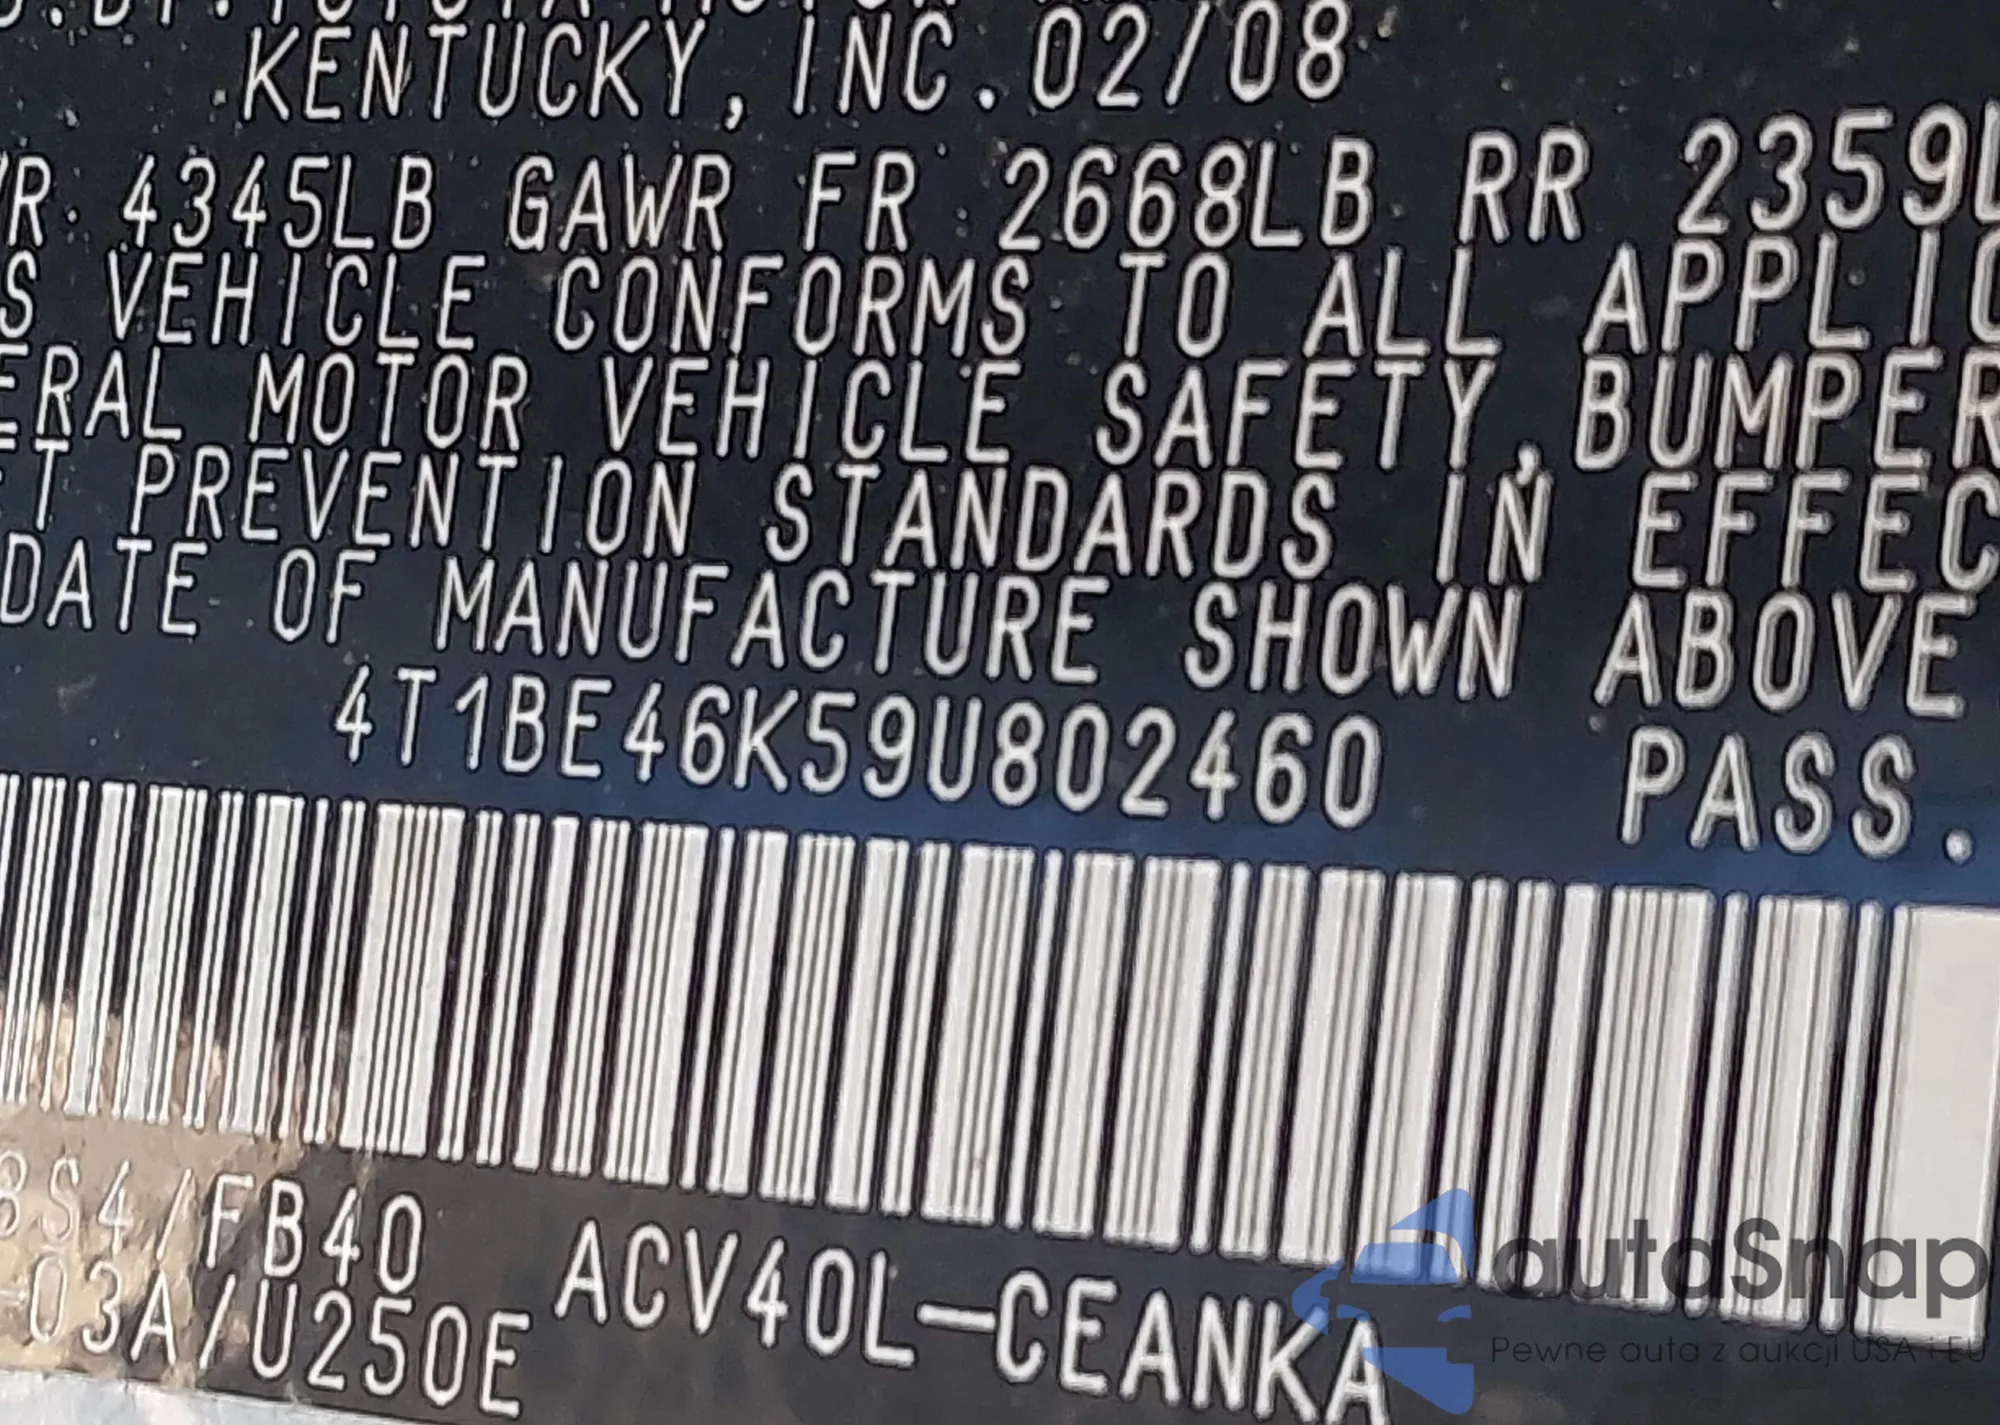 KENTUCKY, INC. 02/08
4345LB GAWR FR 2668LB RR 2359L
VEHICLE CONFORMS TO ALL APPLIC
ERAL MOTOR VEHICLE SAFETY, BUMPER
ET PREVENTION STANDARDS IN EFFEC
DATE OF MANUFACTURE SHOWN ABOVE
4T1BE46K59U802460 PASS.
8S4/FB40
ACV40L-CEANKA
-03A/U250E
autoSnap
Pewne auta z aukcji USA i EU